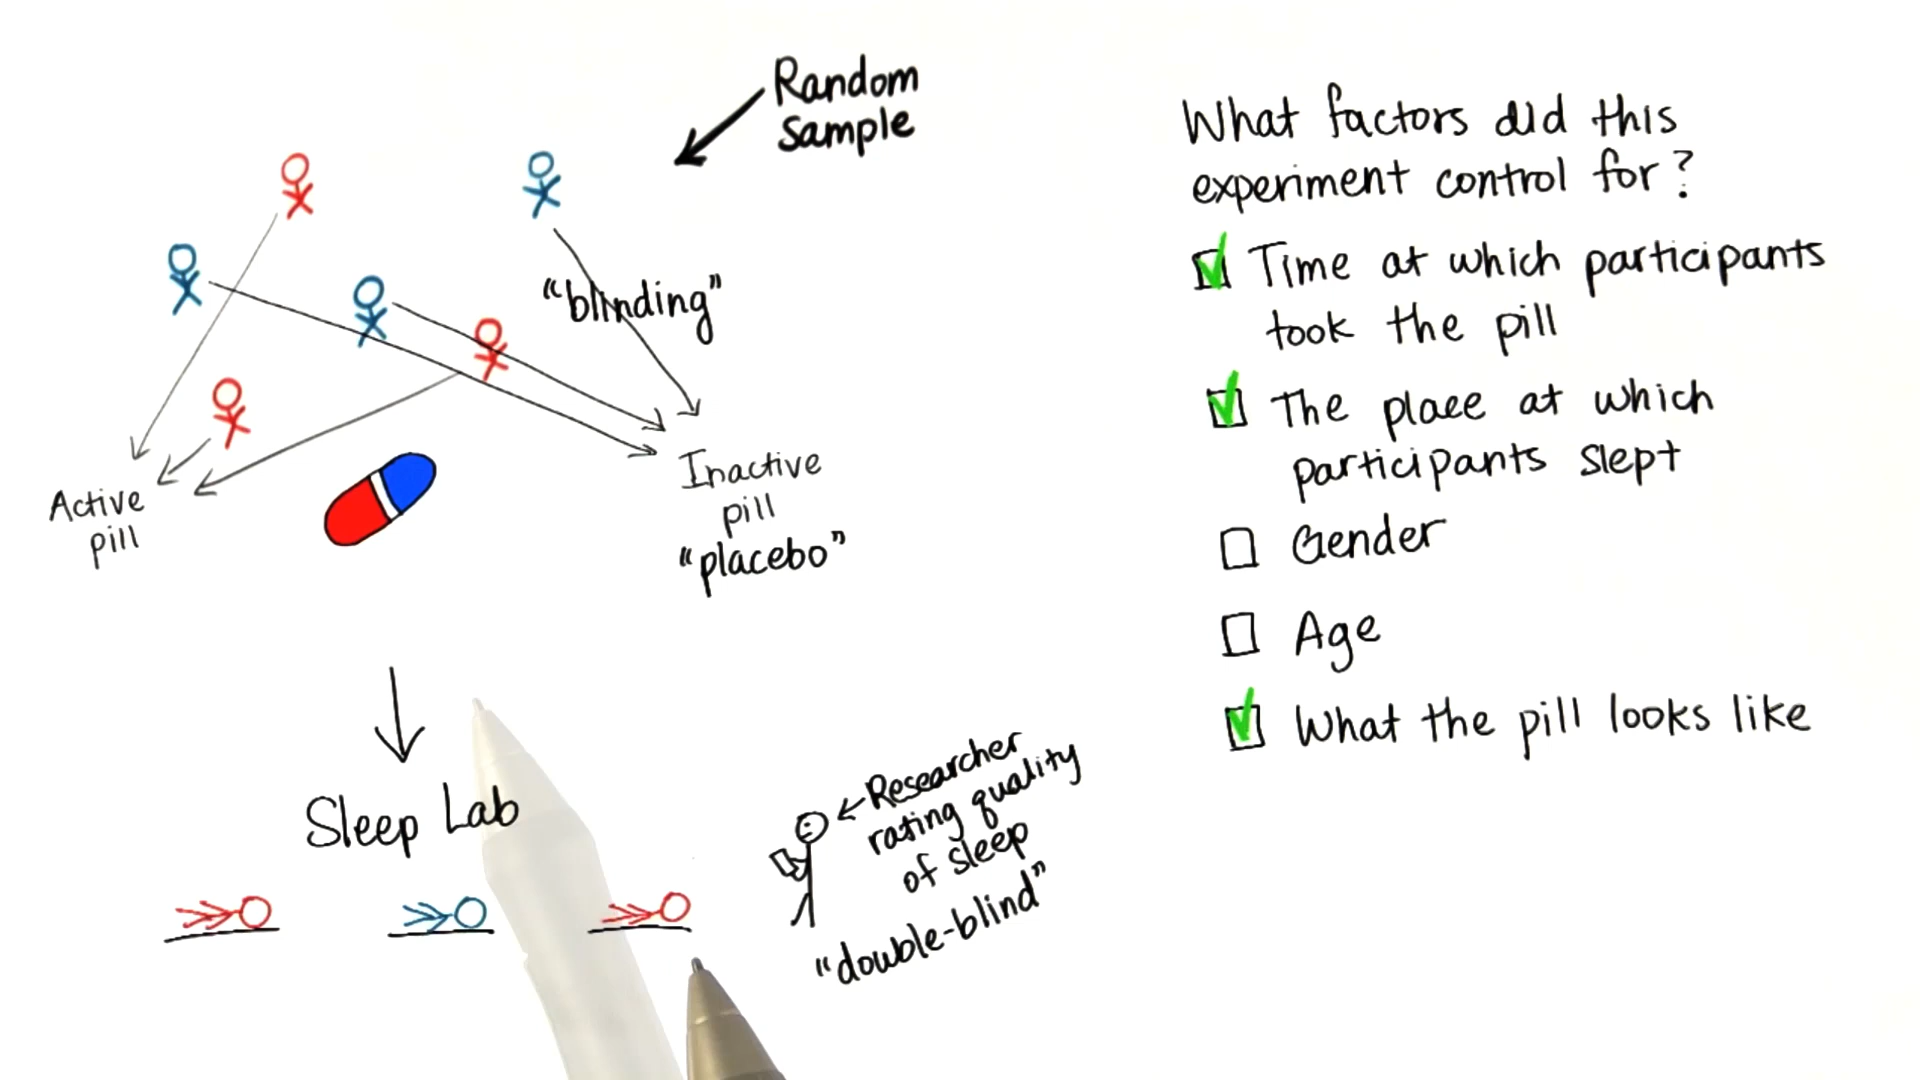 Random
Sample
"blinding"
Active
pill
Inactive
pill
"placebo"
Sleep Lab
Researcher
rating quality
of sleep
"double-blind"
What factors did this
experiment control for?
Time at which participants
took the pill
The place at which
participants slept
Gender
Age
What the pill looks like